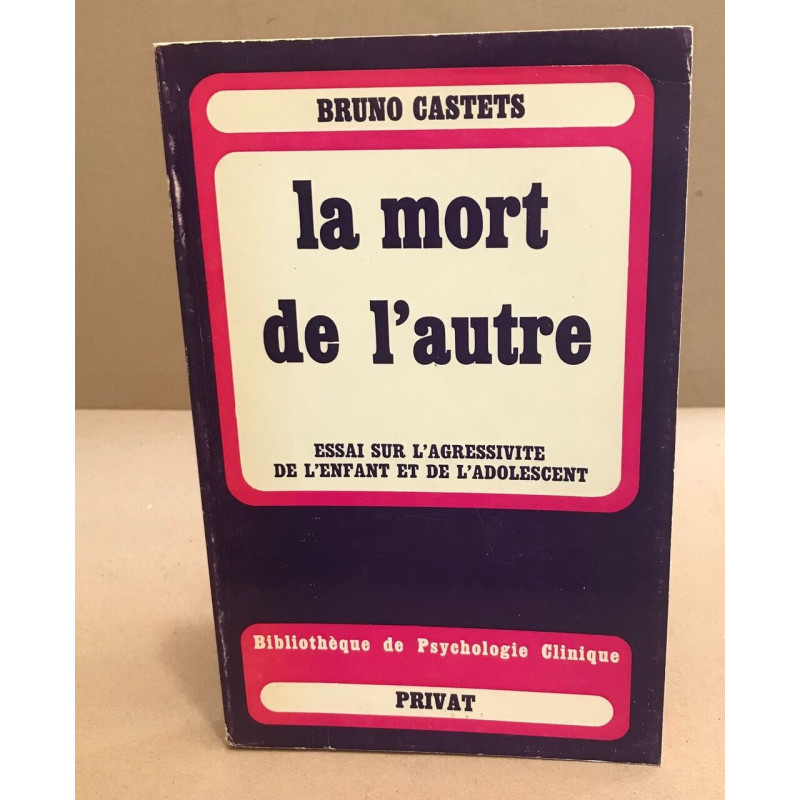 BRUNO CASTETS
la mort
de l'autre
ESSAI SUR L'AGRESSIVITE
DE L'ENFANT ET DE L'ADOLESCENT
Bibliothèque de Psychologie Clinique
PRIVAT